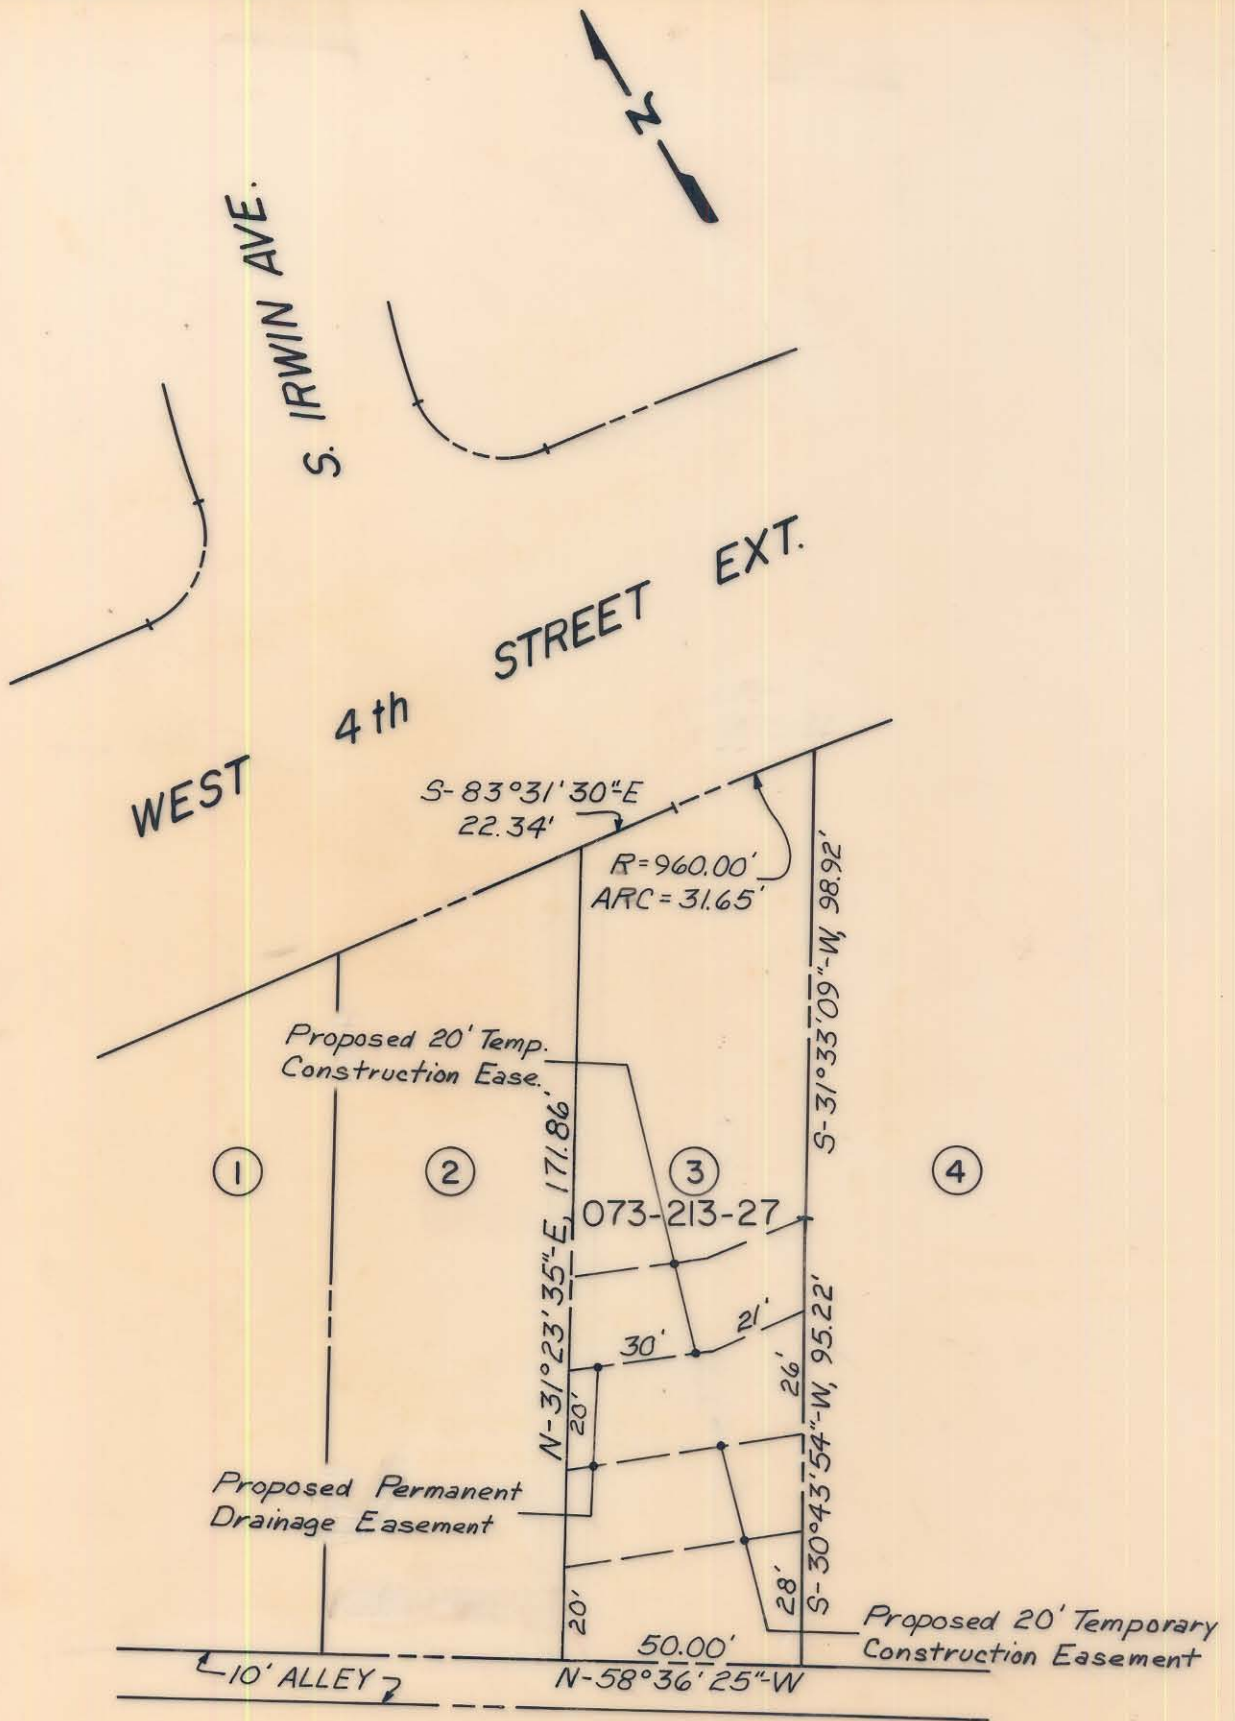 N
S. IRWIN AVE.
WEST 4th STREET EXT.
S-83°31'30"-E
22.34'
R=960.00'
ARC=31.65'
S-31°33'09"-W, 98.92'
Proposed 20' Temp.
Construction Ease.
N-31°23'35"-E, 171.86'
1
2
3
4
073-213-27
30'
21'
20'
26'
S-30°43'54"-W, 95.22'
Proposed Permanent
Drainage Easement
20'
28'
Proposed 20' Temporary
Construction Easement
50.00'
N-58°36'25"-W
10' ALLEY